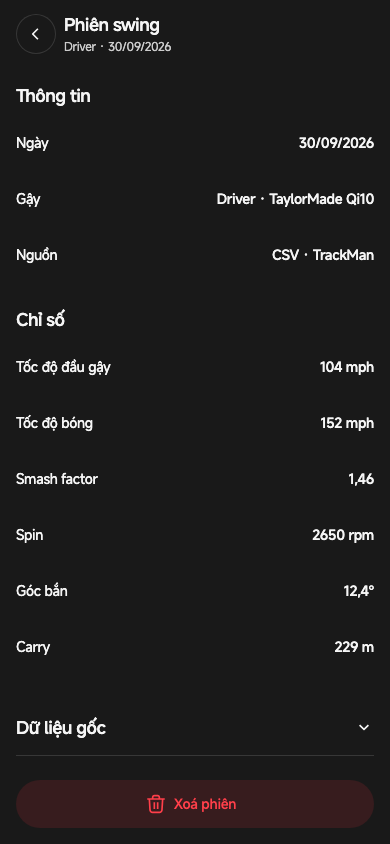 Phiên swing
Driver · 30/09/2026
Thông tin
Ngày 30/09/2026
Gậy Driver · TaylorMade Qi10
Nguồn CSV · TrackMan
Chỉ số
Tốc độ đầu gậy 104 mph
Tốc độ bóng 152 mph
Smash factor 1,46
Spin 2650 rpm
Góc bắn 12,4°
Carry 229 m
Dữ liệu gốc
Xoá phiên